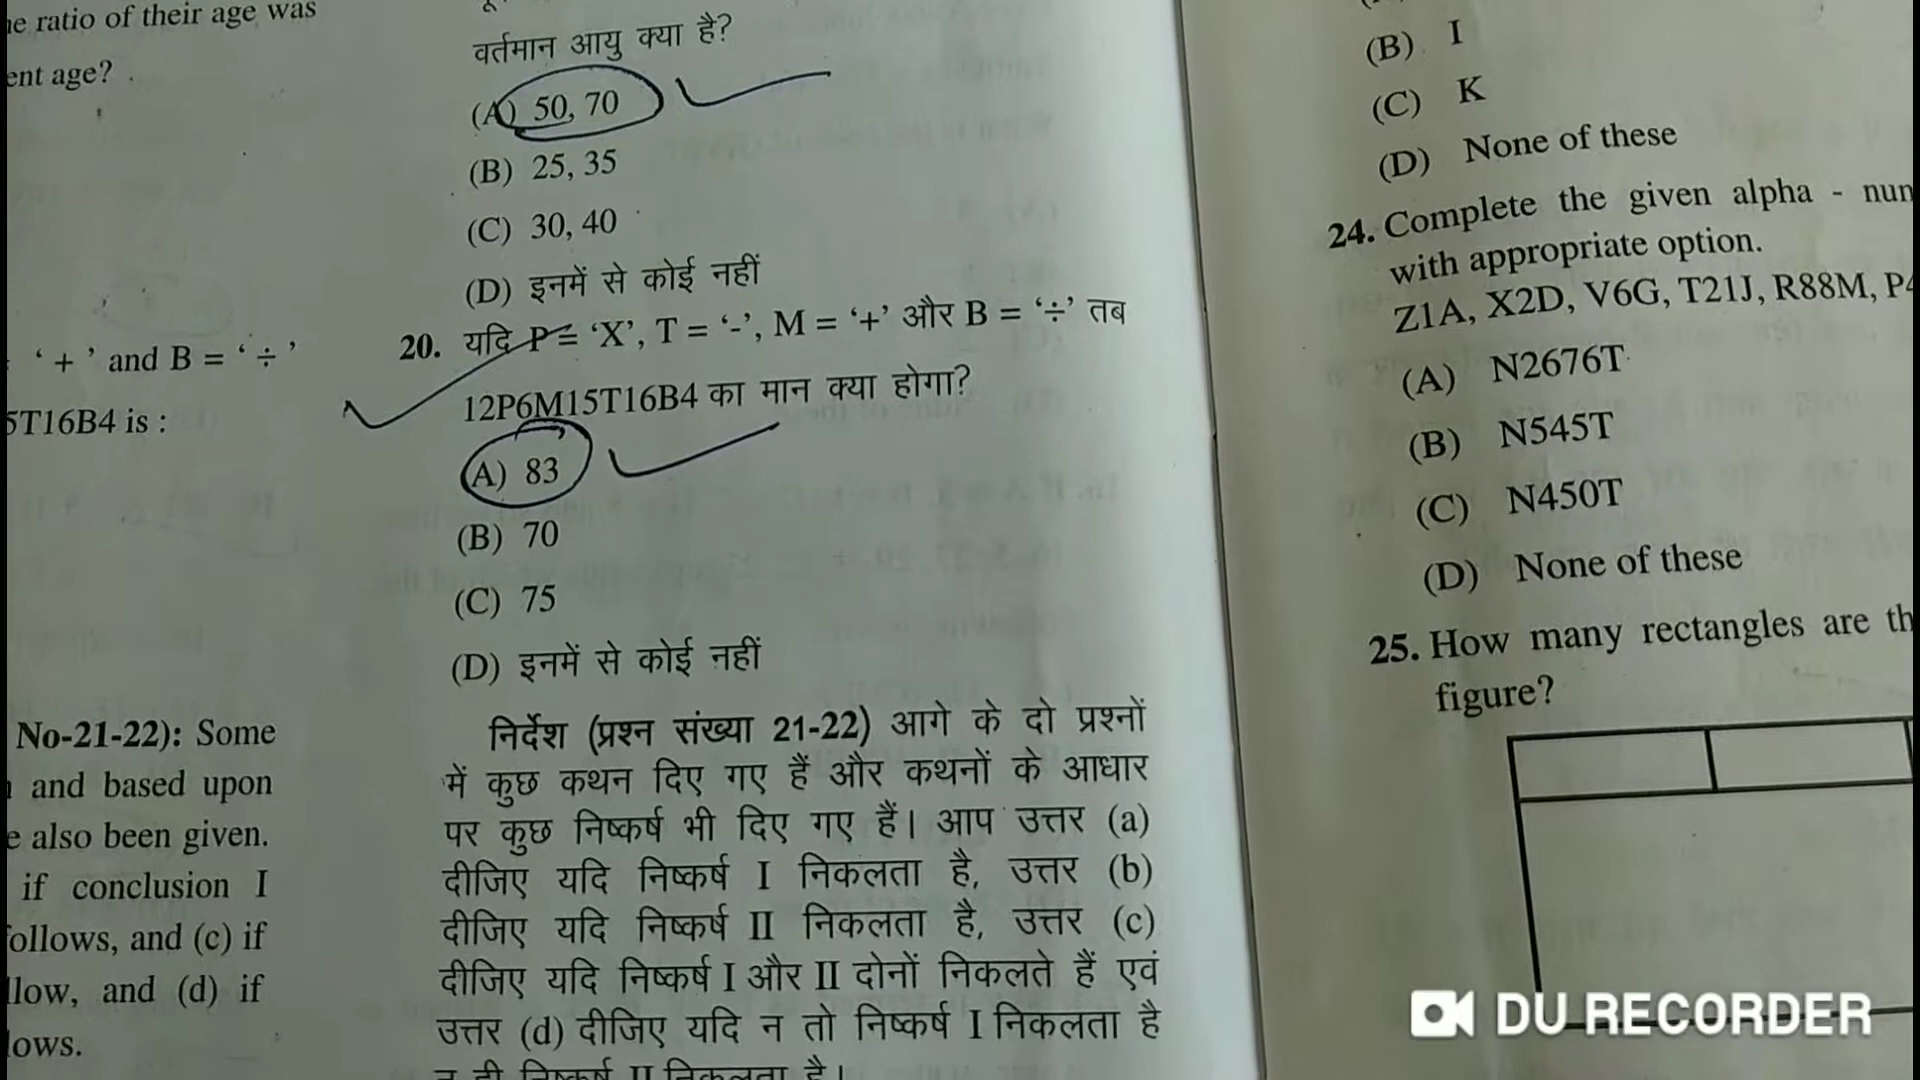 ratio of their age was
ent age?
' + ' and B = ' ÷ '
5T16B4 is :
No-21-22): Some
and based upon
also been given.
if conclusion I
follows, and (c) if
and (d) if
वर्तमान आयु क्या है?
(A) 50, 70
(B) 25, 35
(C) 30, 40
(D) इनमें से कोई नहीं
20. यदि P = 'X', T = '-', M = '+' और B = '÷' तब
12P6M15T16B4 का मान क्या होगा?
(A) 83
(B) 70
(C) 75
(D) इनमें से कोई नहीं
निर्देश (प्रश्न संख्या 21-22) आगे के दो प्रश्नों
में कुछ कथन दिए गए हैं और कथनों के आधार
पर कुछ निष्कर्ष भी दिए गए हैं। आप उत्तर (a)
दीजिए यदि निष्कर्ष I निकलता है, उत्तर (b)
दीजिए यदि निष्कर्ष II निकलता है, उत्तर (c)
दीजिए यदि निष्कर्ष I और II दोनों निकलते हैं एवं
उत्तर (d) दीजिए यदि न तो निष्कर्ष I निकलता है
(B) I
(C) K
(D) None of these
24. Complete the given alpha - num
with appropriate option.
Z1A, X2D, V6G, T21J, R88M, P4
(A) N2676T
(B) N545T
(C) N450T
(D) None of these
25. How many rectangles are th
figure?
DU RECORDER